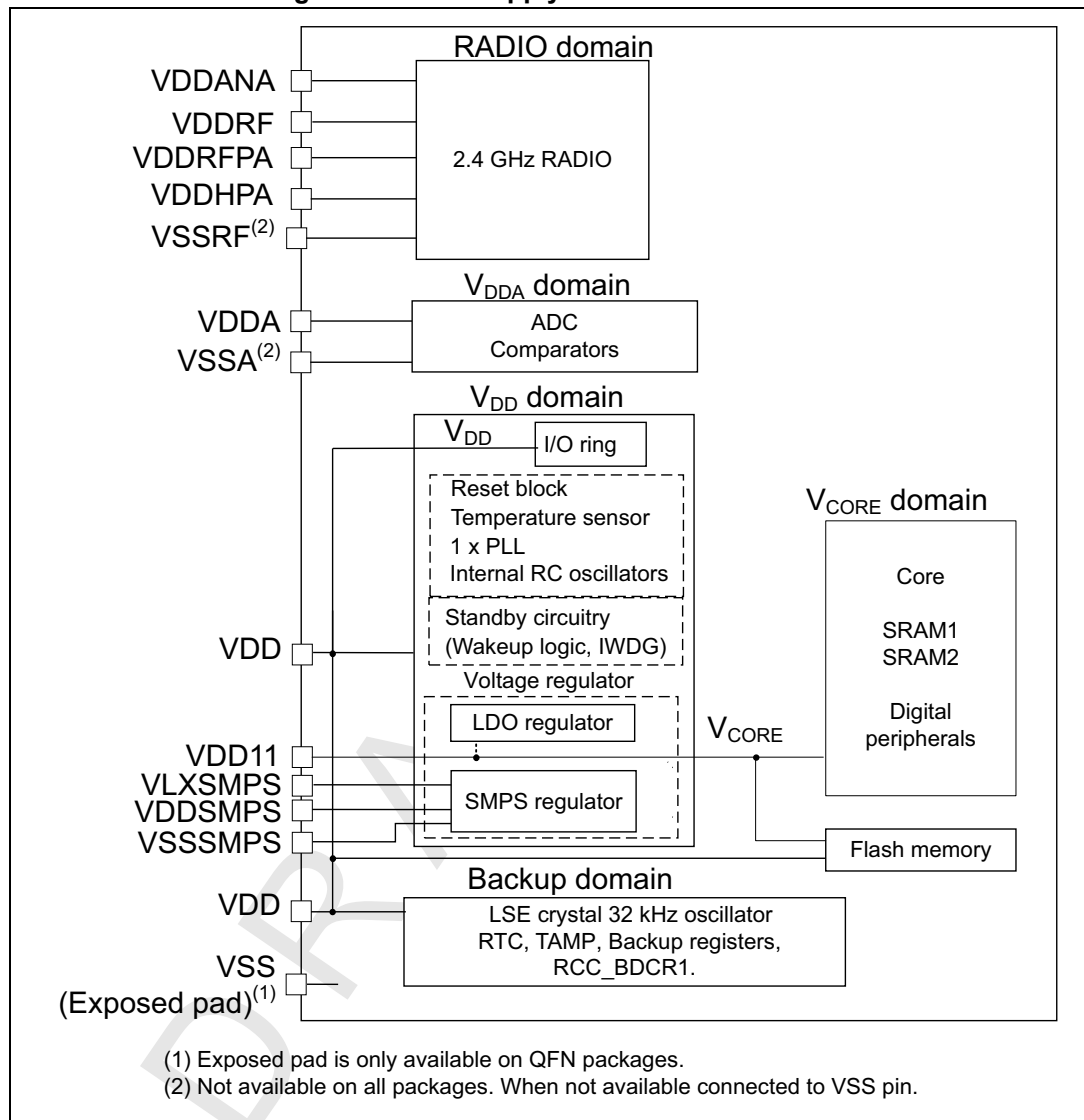 RADIO domain
VDDANA
VDDRF
VDDRFPA
VDDHPA
VSSRF(2)
2.4 GHz RADIO
VDDA domain
VDDA
VSSA(2)
ADC
Comparators
VDD domain
VDD
I/O ring
Reset block
Temperature sensor
1 x PLL
Internal RC oscillators
Standby circuitry
(Wakeup logic, IWDG)
VDD
Voltage regulator
LDO regulator
VCORE
VDD11
VLXSMPS
VDDSMPS
VSSSMPS
SMPS regulator
VCORE domain
Core
SRAM1
SRAM2
Digital
peripherals
Flash memory
Backup domain
VDD
LSE crystal 32 kHz oscillator
RTC, TAMP, Backup registers,
RCC_BDCR1.
VSS
(Exposed pad)(1)
(1) Exposed pad is only available on QFN packages.
(2) Not available on all packages. When not available connected to VSS pin.
DRA